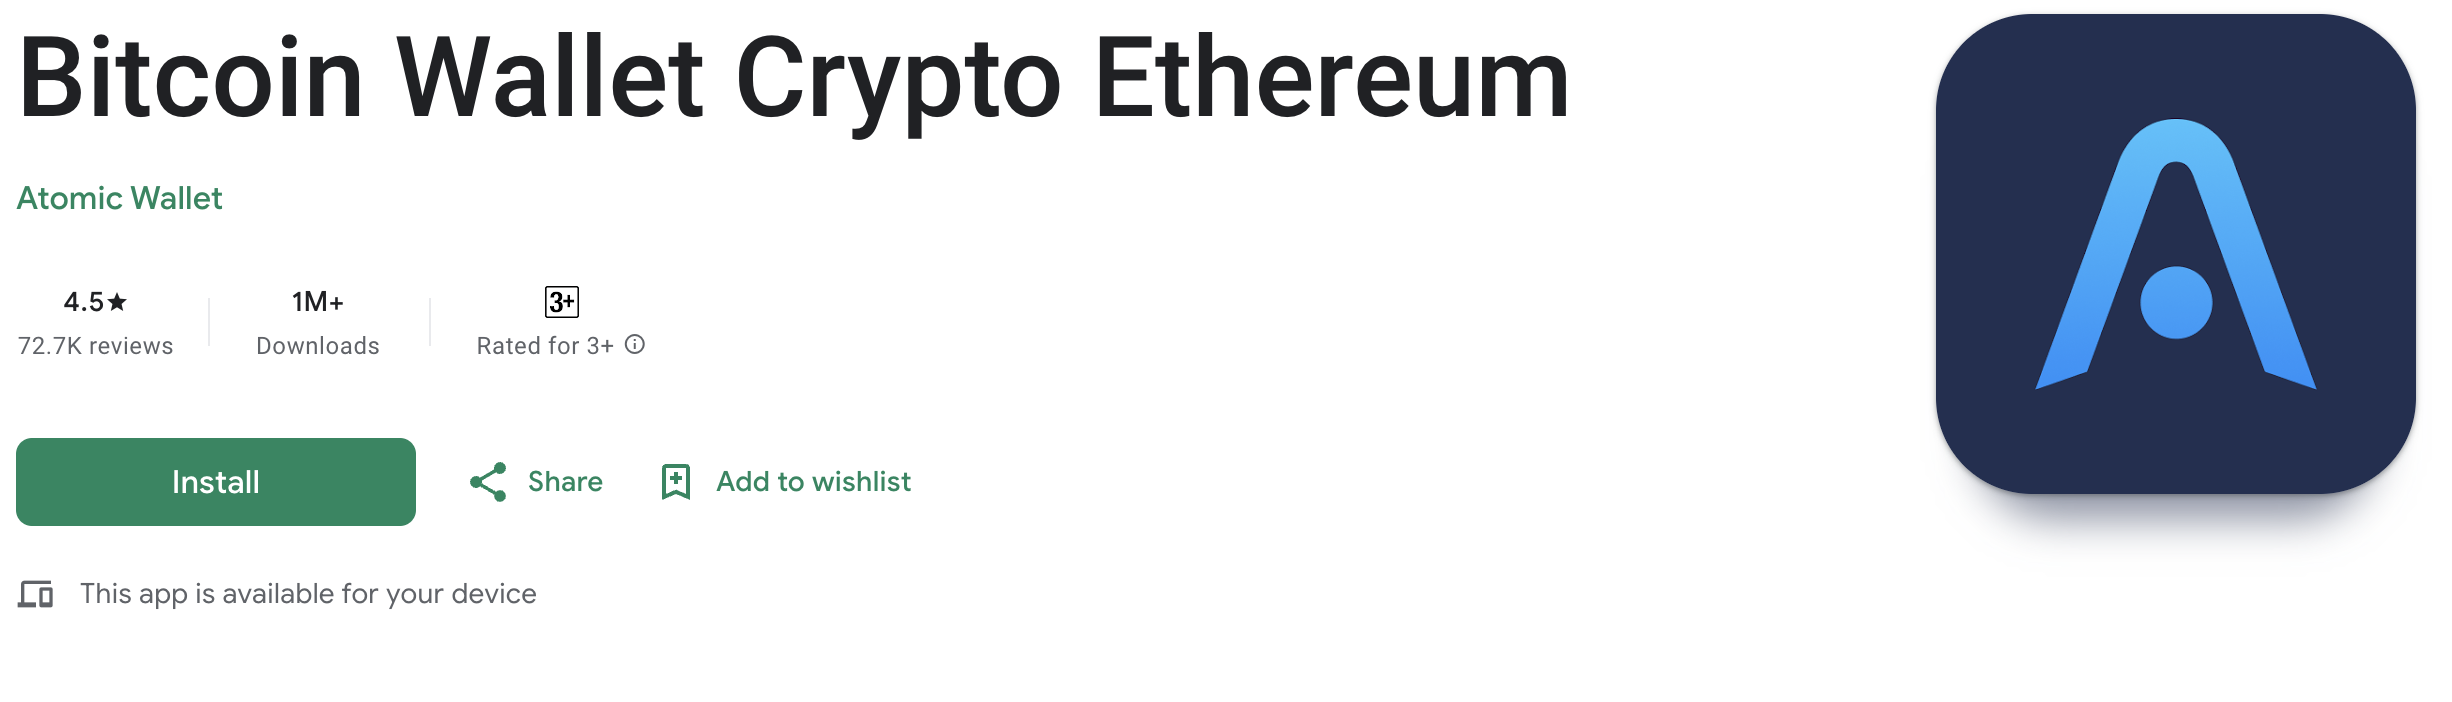 Bitcoin Wallet Crypto Ethereum
Atomic Wallet
4.5★ 1M+ 3+
72.7K reviews Downloads Rated for 3+
Install Share Add to wishlist
This app is available for your device